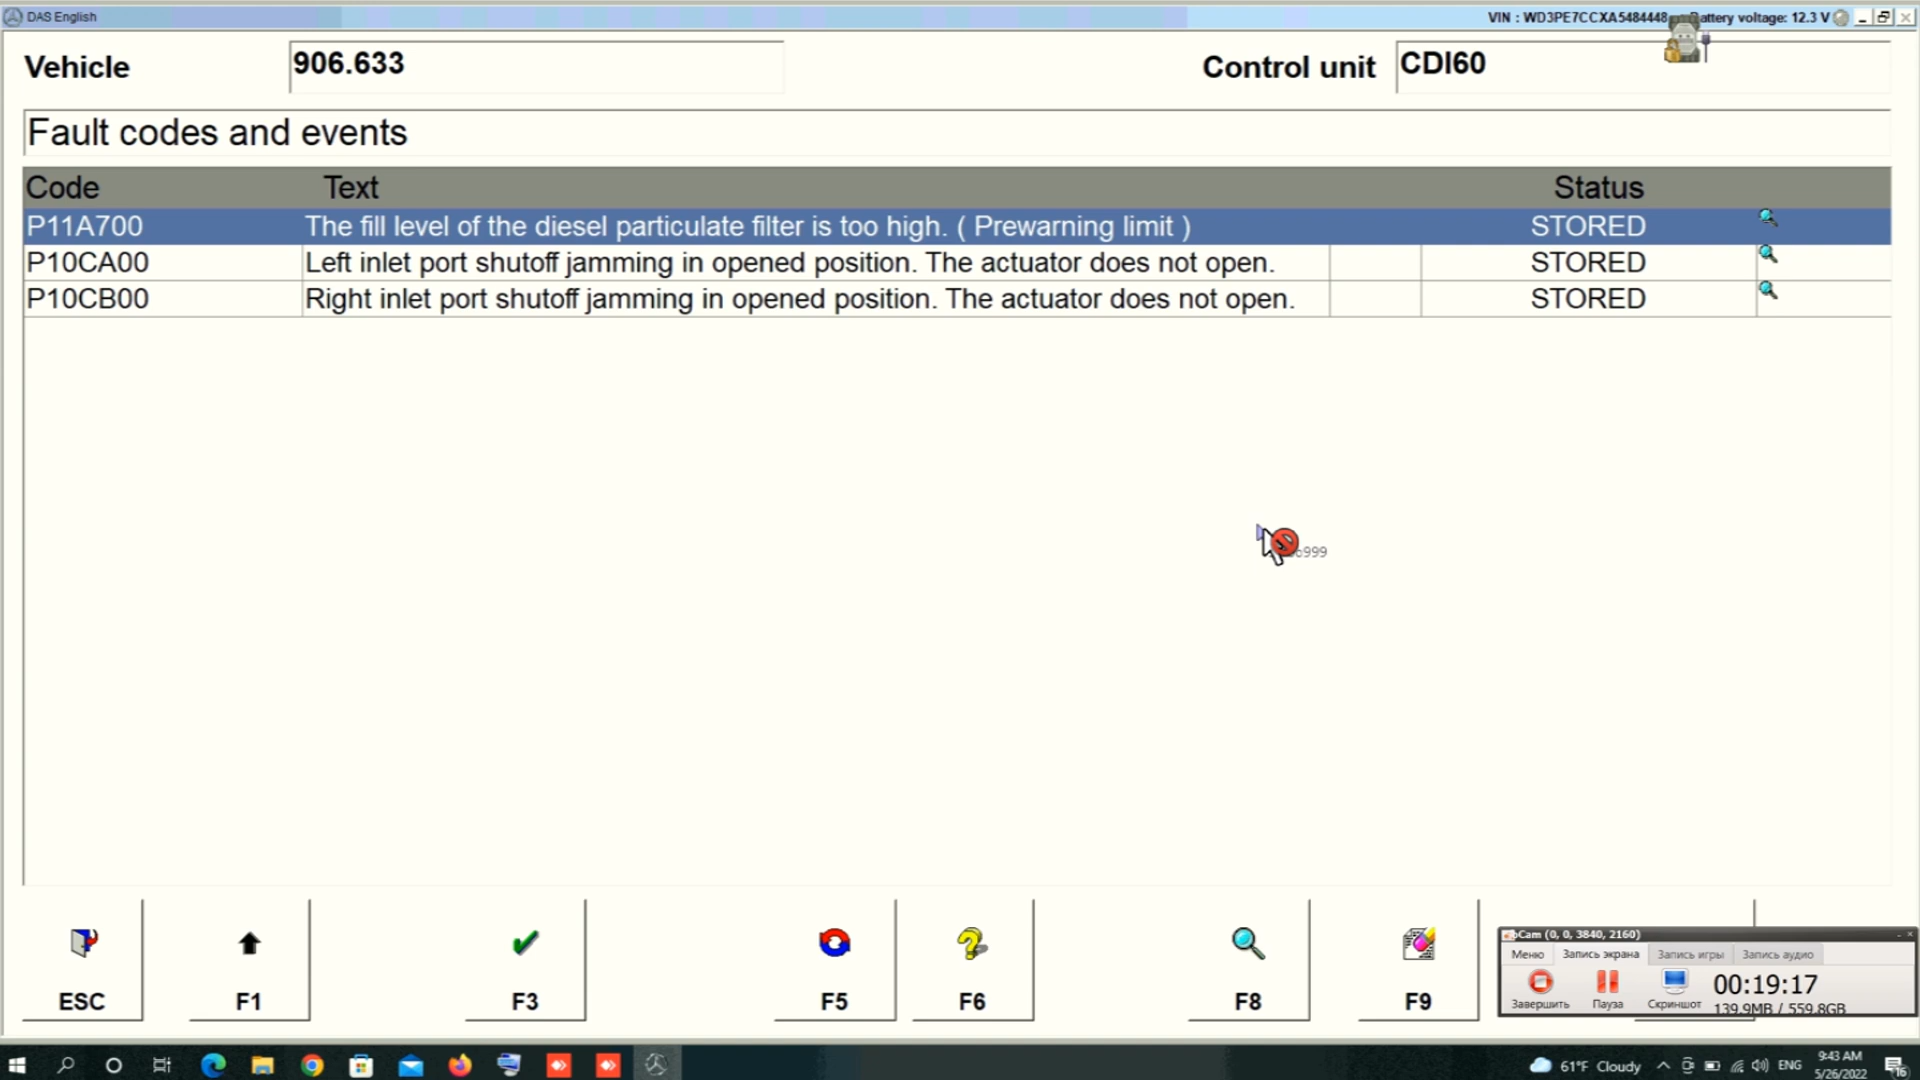 DAS English
VIN : WD3PE7CCXA5484448 Battery voltage: 12.3 V
Vehicle 906.633 Control unit CDI60
Fault codes and events
Code Text Status
P11A700 The fill level of the diesel particulate filter is too high. ( Prewarning limit ) STORED
P10CA00 Left inlet port shutoff jamming in opened position. The actuator does not open. STORED
P10CB00 Right inlet port shutoff jamming in opened position. The actuator does not open. STORED
ESC F1 F3 F5 F6 F8 F9
oCam (0, 0, 3840, 2160)
Меню Запись экрана Запись игры Запись аудио
00:19:17
Завершить Пауза Скриншот 139.9MB / 559.8GB
61°F Cloudy ENG
9:43 AM
5/26/2022
16